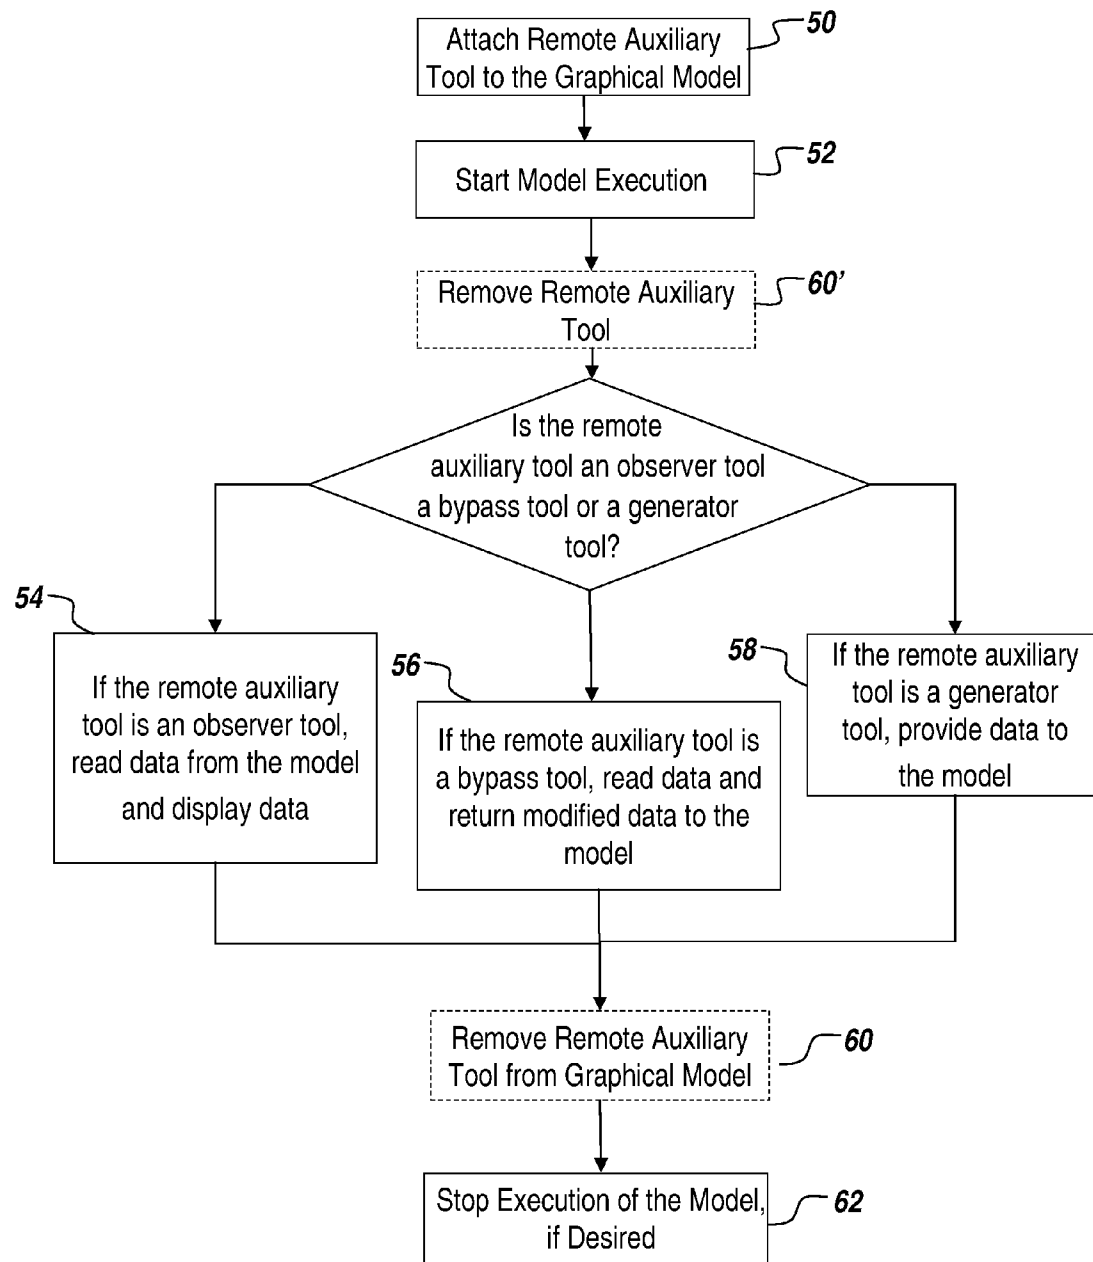 50
Attach Remote Auxiliary
Tool to the Graphical Model
52
Start Model Execution
60’
Remove Remote Auxiliary
Tool
Is the remote
auxiliary tool an observer tool
a bypass tool or a generator
tool?
54
If the remote auxiliary
tool is an observer tool,
read data from the model
and display data
56
If the remote auxiliary tool is
a bypass tool, read data and
return modified data to the
model
58
If the remote auxiliary
tool is a generator
tool, provide data to
the model
Remove Remote Auxiliary
Tool from Graphical Model
60
Stop Execution of the Model,
if Desired
62